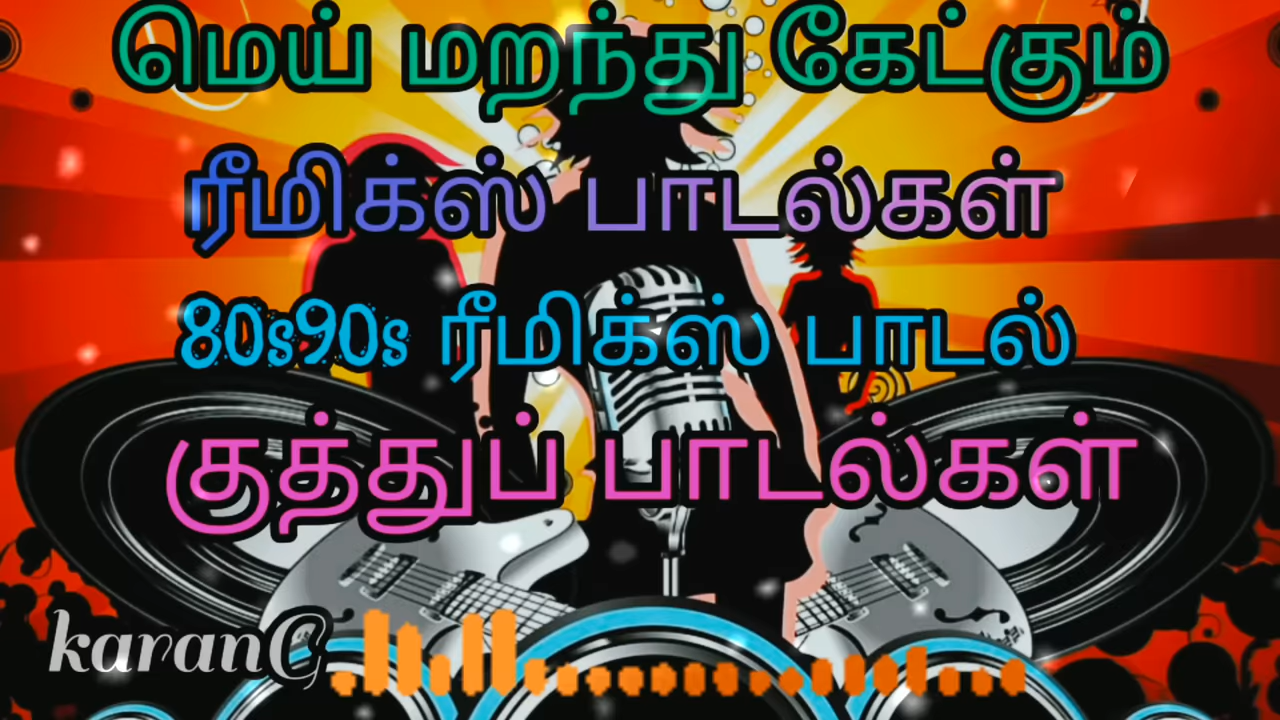 மெய் மறந்து கேட்கும்
ரீமிக்ஸ் பாடல்கள்
80s90s ரீமிக்ஸ் பாடல்
குத்துப் பாடல்கள்
karanG